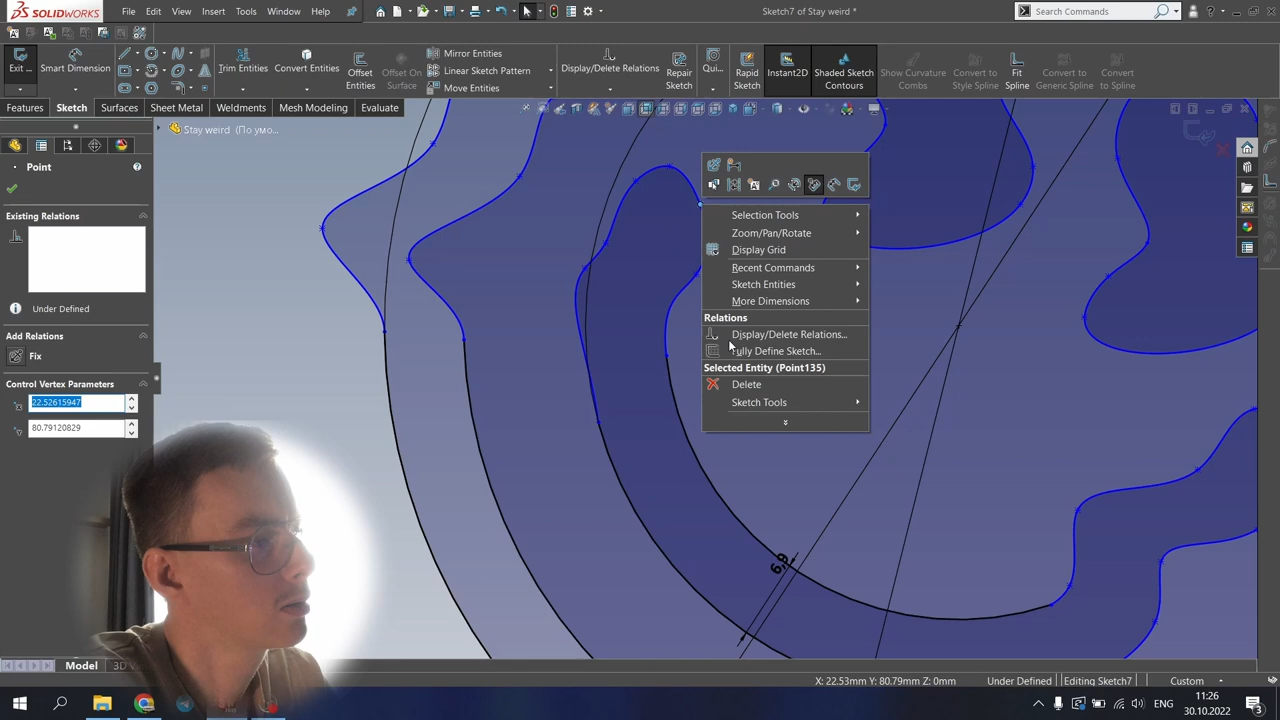 SOLIDWORKS
File Edit View Insert Tools Window Help
Sketch7 of Stay weird *
Search Commands
Exit ...
Smart Dimension
Trim Entities
Convert Entities
Offset Entities
Offset On Surface
Mirror Entities
Linear Sketch Pattern
Move Entities
Display/Delete Relations
Repair Sketch
Qui...
Rapid Sketch
Instant2D
Shaded Sketch Contours
Show Curvature Combs
Convert to Style Spline
Convert to Generic Spline
Fit Spline
Convert to Spline
Features Sketch Surfaces Sheet Metal Weldments Mesh Modeling Evaluate
Stay weird (По умо...
Point
Existing Relations
Under Defined
Add Relations
Fix
Control Vertex Parameters
22.52615947
80.79120829
Selection Tools
Zoom/Pan/Rotate
Display Grid
Recent Commands
Sketch Entities
More Dimensions
Relations
Display/Delete Relations...
Fully Define Sketch...
Selected Entity (Point135)
Delete
Sketch Tools
6,9
Model 3D
X: 22.53mm Y: 80.79mm Z: 0mm Under Defined Editing Sketch7 Custom
ENG
11:26
30.10.2022
3